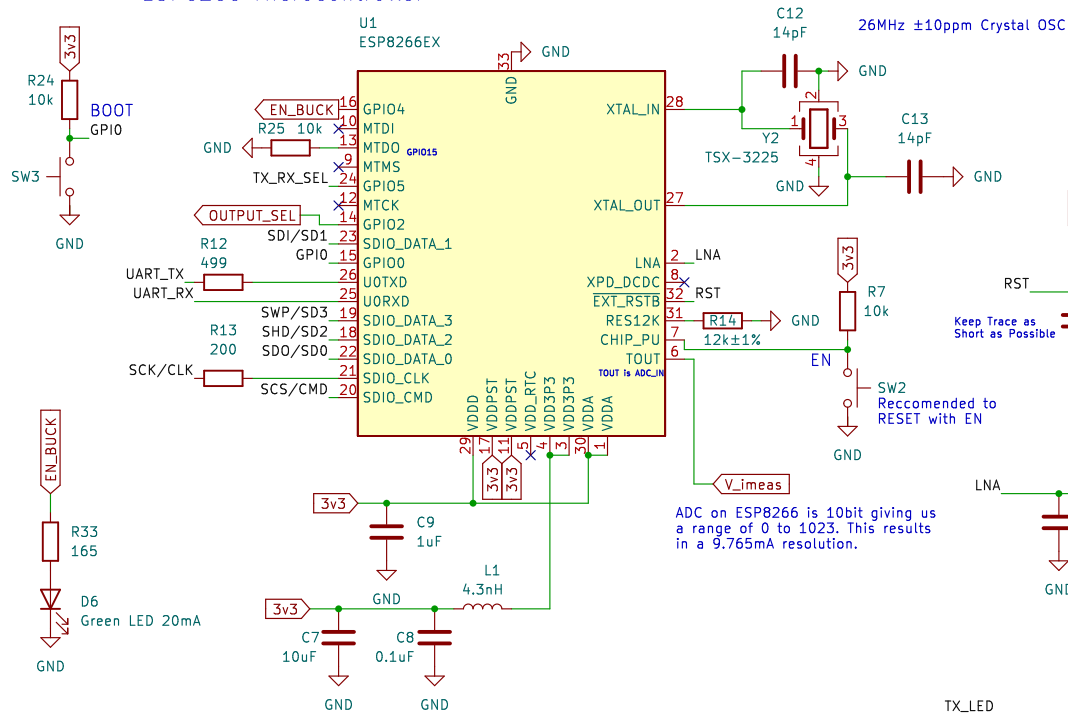 U1
ESP8266EX
C12
14pF
26MHz ±10ppm Crystal OSC
3v3
R24
10k
BOOT
GPI0
SW3
GND
33
GND
GND
16
GPIO4
EN_BUCK
10
MTDI
R25 10k
13
MTDO
GND
GPIO15
9
MTMS
TX_RX_SEL
24
GPIO5
12
MTCK
OUTPUT_SEL
14
GPIO2
SDI/SD1
23
SDIO_DATA_1
GPI0
15
GPIO0
R12
499
UART_TX
26
U0TXD
UART_RX
25
U0RXD
SWP/SD3
19
SDIO_DATA_3
R13
200
SHD/SD2
18
SDIO_DATA_2
SDO/SD0
22
SDIO_DATA_0
SCK/CLK
21
SDIO_CLK
SCS/CMD
20
SDIO_CMD
28
XTAL_IN
GND
2
1
3
4
Y2
TSX-3225
GND
C13
14pF
GND
27
XTAL_OUT
2
LNA
LNA
8
XPD_DCDC
32
EXT_RSTB
RST
31
RES12K
R14
12k±1%
GND
7
CHIP_PU
6
TOUT
TOUT is ADC_IN
3v3
R7
10k
EN
SW2
Reccomended to
RESET with EN
GND
RST
Keep Trace as
Short as Possible
VDDD
VDDPST
VDDPST
VDD_RTC
VDD3P3
VDD3P3
VDDA
VDDA
29
17
11
5
4
3
30
1
3v3
3v3
EN_BUCK
R33
165
D6
Green LED 20mA
GND
3v3
C9
1uF
GND
3v3
L1
4.3nH
C7
10uF
C8
0.1uF
GND
GND
V_imeas
ADC on ESP8266 is 10bit giving us
a range of 0 to 1023. This results
in a 9.765mA resolution.
LNA
TX_LED